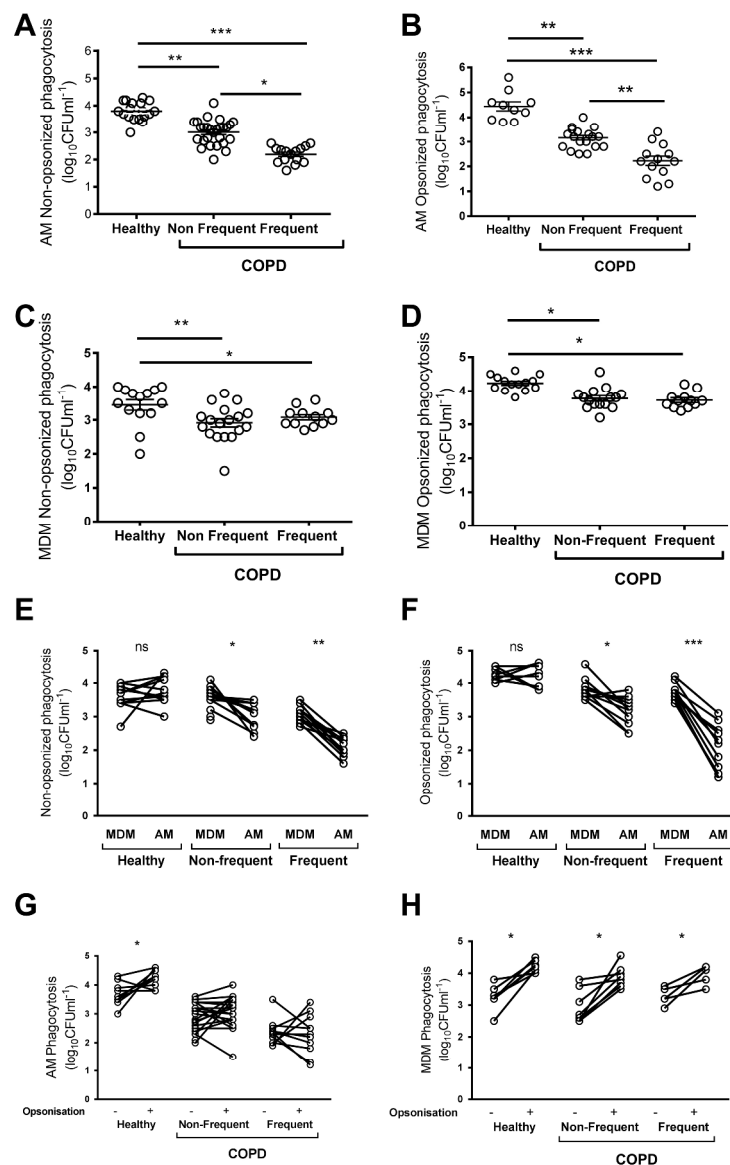 A
AM Non-opsonized phagocytosis
(log10CFUml-1)
***
**
*
5
4
3
2
1
0
Healthy
Non Frequent
Frequent
COPD
B
AM Opsonized phagocytosis
(log10CFUml-1)
**
***
**
6
5
4
3
2
1
0
Healthy
Non Frequent
Frequent
COPD
C
MDM Non-opsonized phagocytosis
(log10CFUml-1)
**
*
5
4
3
2
1
0
Healthy
Non Frequent
Frequent
COPD
D
MDM Opsonized phagocytosis
(log10CFUml-1)
*
*
5
4
3
2
1
0
Healthy
Non-Frequent
Frequent
COPD
E
Non-opsonized phagocytosis
(log10CFUml-1)
ns
*
**
5
4
3
2
1
0
MDM AM MDM AM MDM AM
Healthy Non-frequent Frequent
F
Opsonized phagocytosis
(log10CFUml-1)
ns
*
***
5
4
3
2
1
0
MDM AM MDM AM MDM AM
Healthy Non-frequent Frequent
G
AM Phagocytosis
(log10CFUml-1)
*
5
4
3
2
1
0
Opsonisation - + - + - +
Healthy Non-Frequent Frequent
COPD
H
MDM Phagocytosis
(log10CFUml-1)
* * *
5
4
3
2
1
0
Opsonisation - + - + - +
Healthy Non-Frequent Frequent
COPD